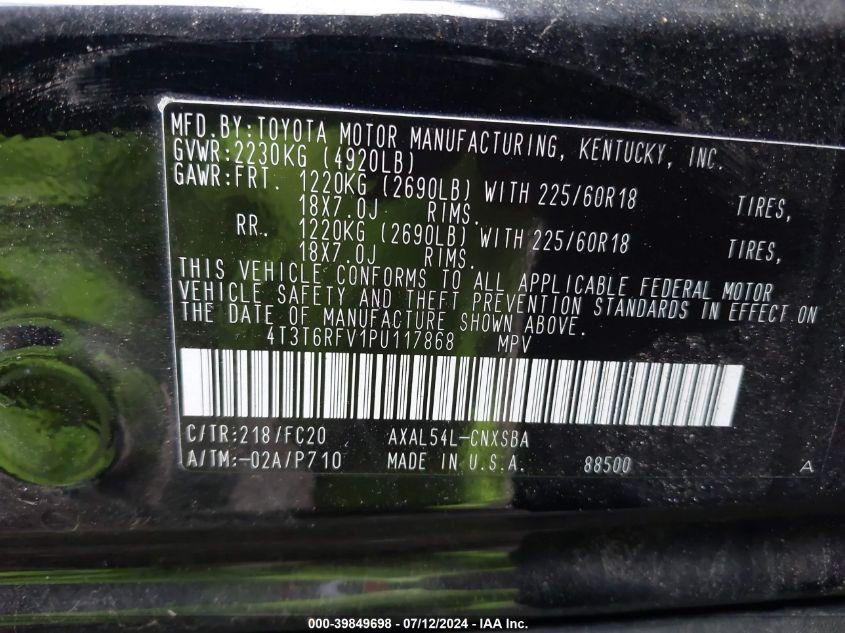 MFD.BY:TOYOTA MOTOR MANUFACTURING, KENTUCKY, INC.
GVWR:2230KG (4920LB)
GAWR:FRT. 1220KG (2690LB) WITH 225/60R18 TIRES,
18X7.0J RIMS.
RR. 1220KG (2690LB) WITH 225/60R18 TIRES,
18X7.0J RIMS.
THIS VEHICLE CONFORMS TO ALL APPLICABLE FEDERAL MOTOR
VEHICLE SAFETY AND THEFT PREVENTION STANDARDS IN EFFECT ON
THE DATE OF MANUFACTURE SHOWN ABOVE.
4T3T6RFV1PU117868 MPV
C/TR:218/FC20 AXAL54L-CNXSBA
A/TM:-02A/P710 MADE IN U.S.A. 88500 A
000-39849698 - 07/12/2024 - IAA Inc.